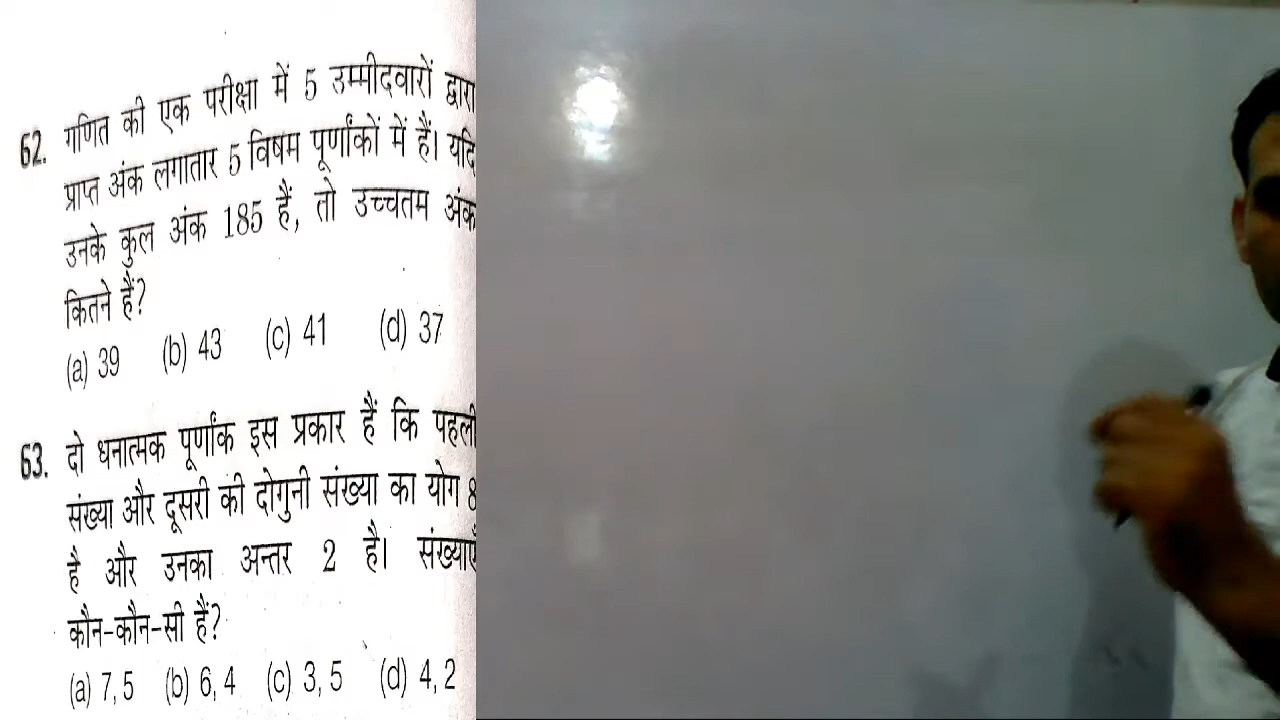 62. गणित की एक परीक्षा में 5 उम्मीदवारों द्वारा
प्राप्त अंक लगातार 5 विषम पूर्णांकों में हैं। यदि
उनके कुल अंक 185 हैं, तो उच्चतम अंक
कितने हैं?
(a) 39 (b) 43 (c) 41 (d) 37
63. दो धनात्मक पूर्णांक इस प्रकार हैं कि पहली
संख्या और दूसरी की दोगुनी संख्या का योग 8
है और उनका अन्तर 2 है। संख्याएँ
कौन-कौन-सी हैं?
(a) 7, 5 (b) 6, 4 (c) 3, 5 (d) 4, 2